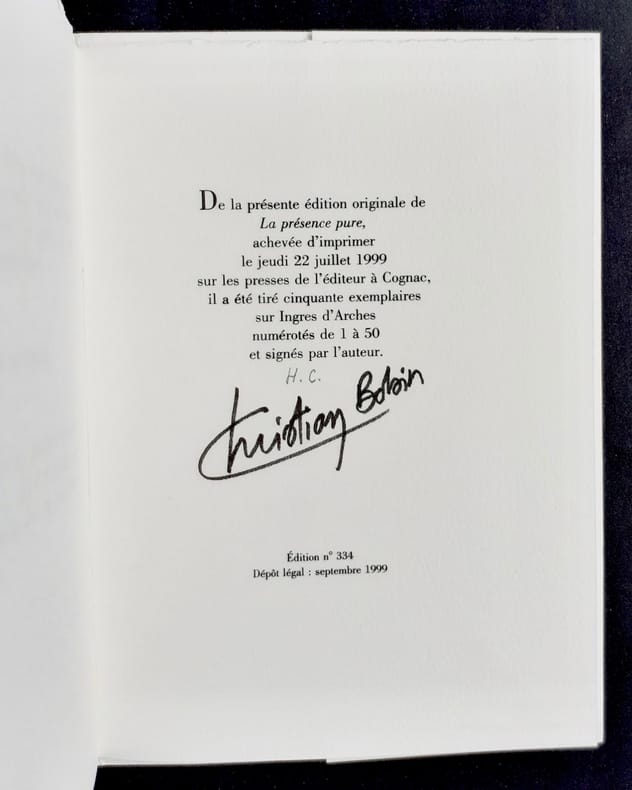 De la présente édition originale de
La présence pure,
achevée d'imprimer
le jeudi 22 juillet 1999
sur les presses de l'éditeur à Cognac,
il a été tiré cinquante exemplaires
sur Ingres d'Arches
numérotés de 1 à 50
et signés par l'auteur.
H. C.
Christian Bobin
Édition n° 334
Dépôt légal : septembre 1999